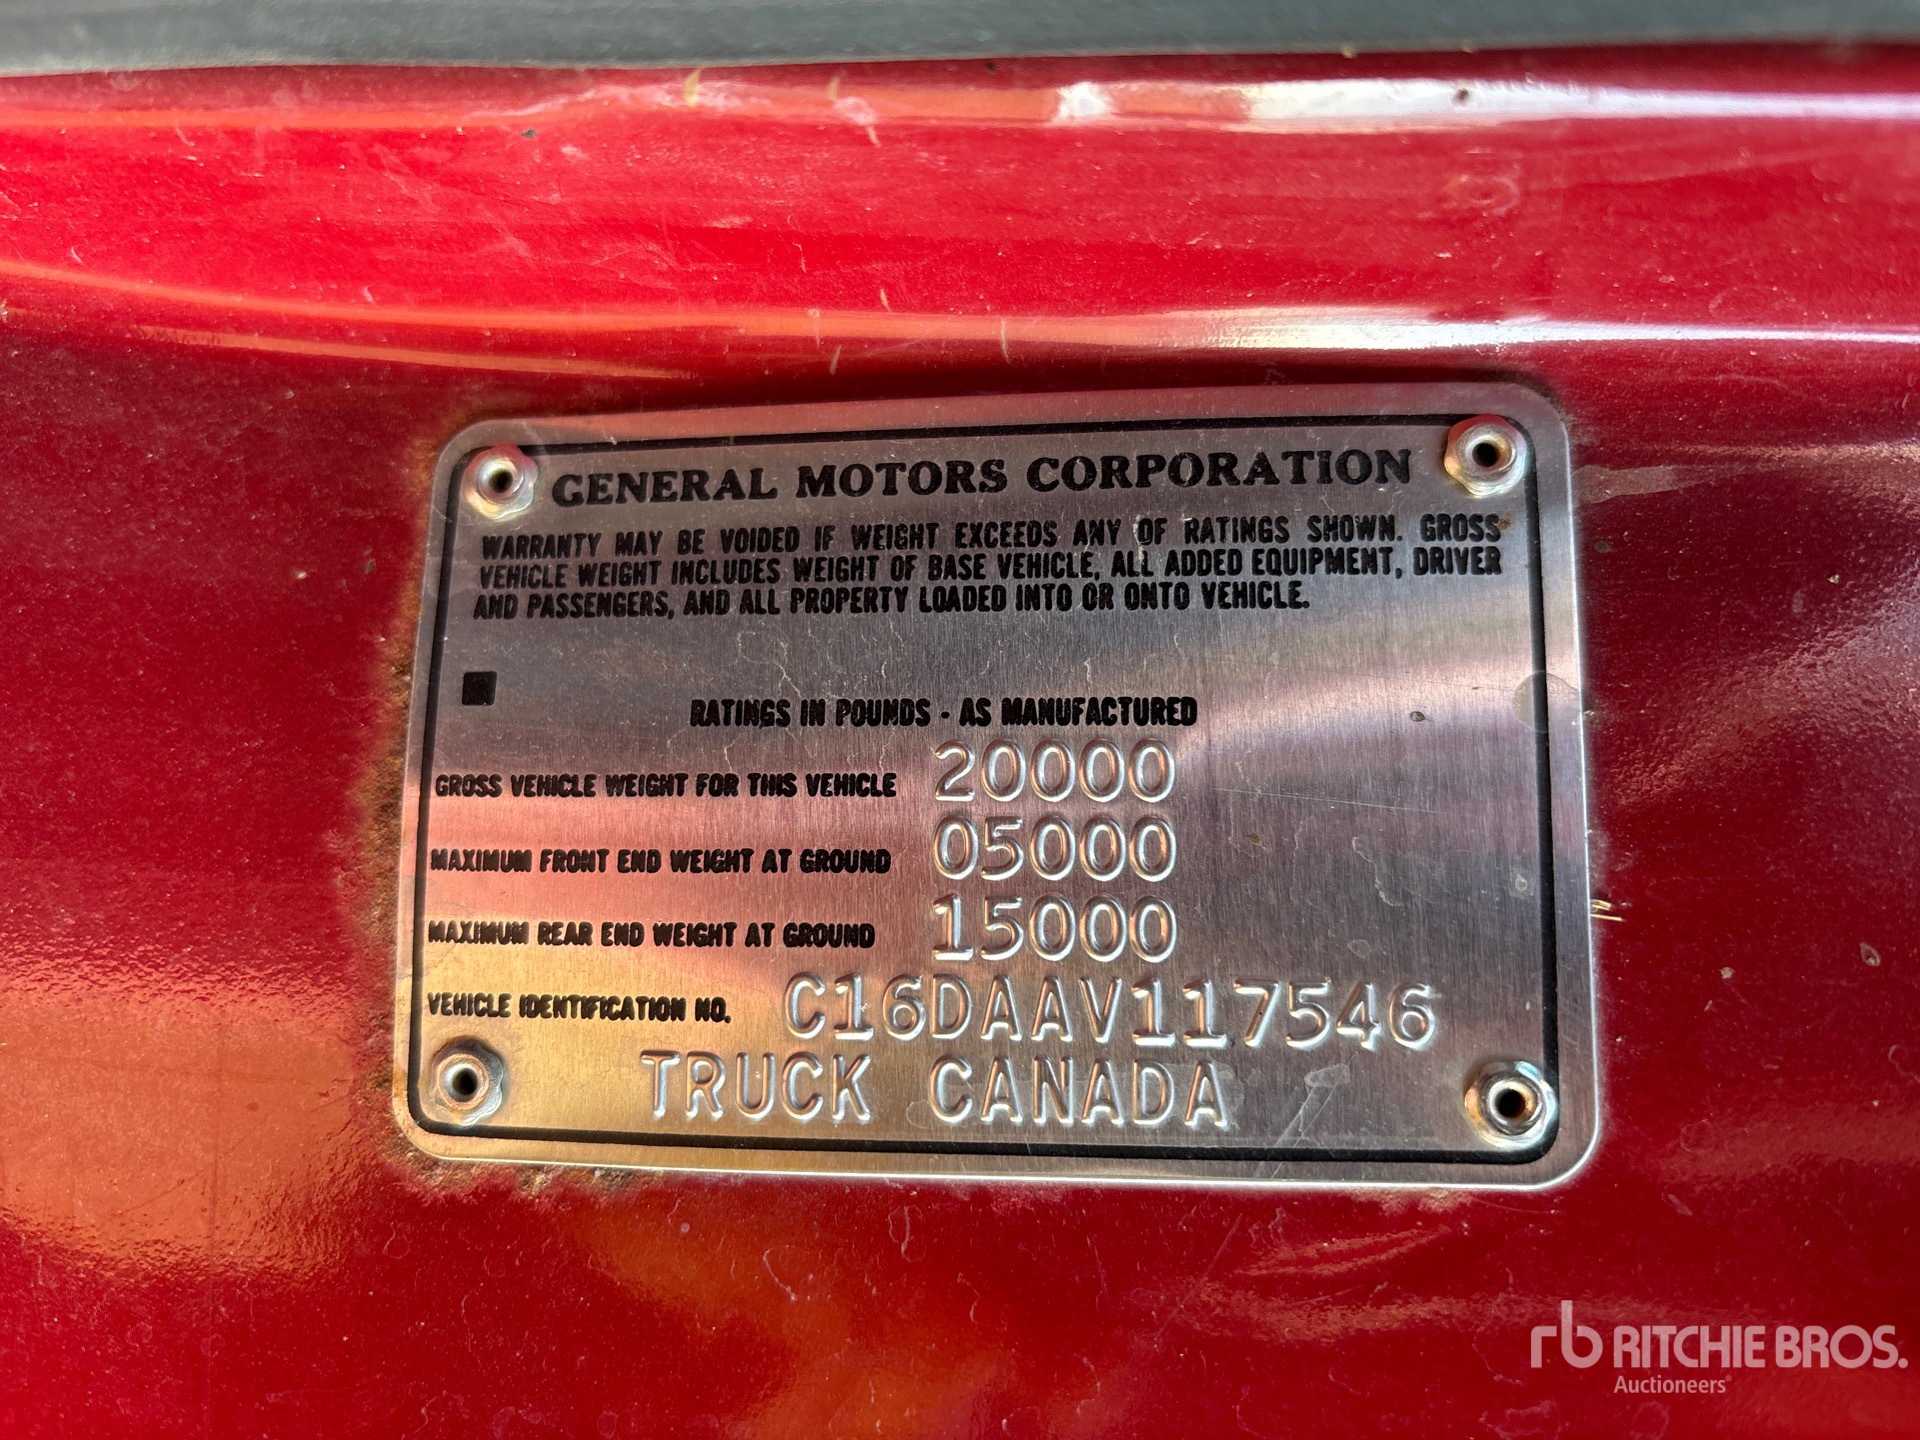 GENERAL MOTORS CORPORATION
WARRANTY MAY BE VOIDED IF WEIGHT EXCEEDS ANY OF RATINGS SHOWN. GROSS
VEHICLE WEIGHT INCLUDES WEIGHT OF BASE VEHICLE, ALL ADDED EQUIPMENT, DRIVER
AND PASSENGERS, AND ALL PROPERTY LOADED INTO OR ONTO VEHICLE.
RATINGS IN POUNDS - AS MANUFACTURED
GROSS VEHICLE WEIGHT FOR THIS VEHICLE 20000
MAXIMUM FRONT END WEIGHT AT GROUND 05000
MAXIMUM REAR END WEIGHT AT GROUND 15000
VEHICLE IDENTIFICATION NO. C16DAAV117546
TRUCK CANADA
rb RITCHIE BROS.
Auctioneers